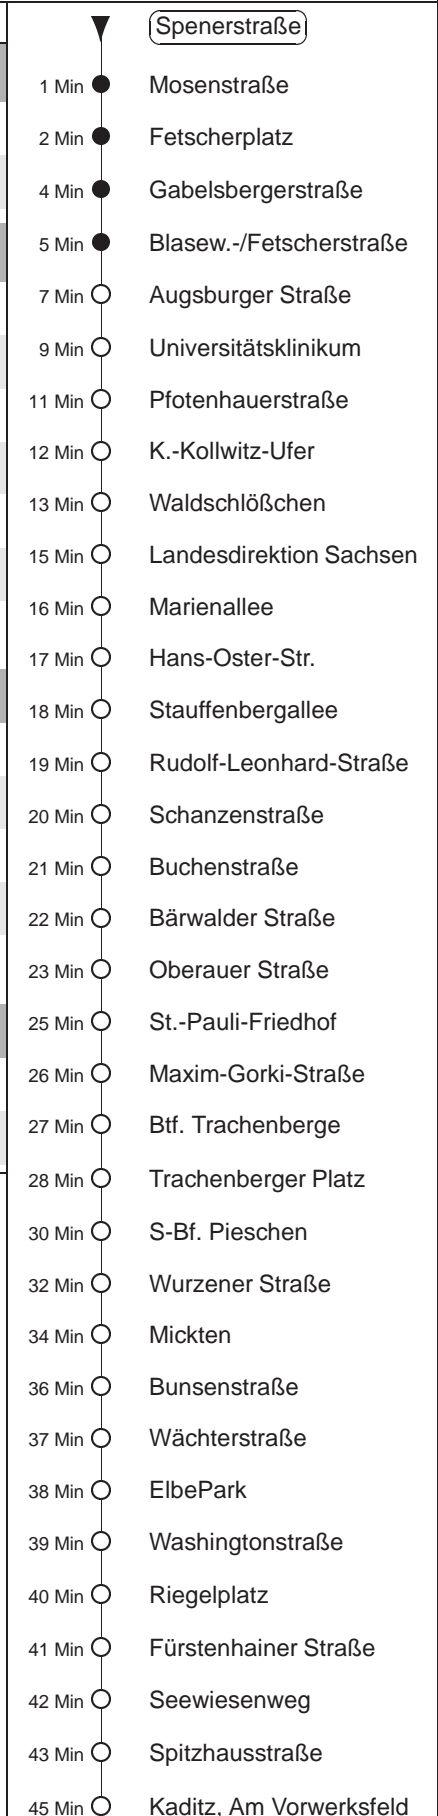 Spenerstraße
1 Min Mosenstraße
2 Min Fetscherplatz
4 Min Gabelsbergerstraße
5 Min Blasew.-/Fetscherstraße
7 Min Augsburger Straße
9 Min Universitätsklinikum
11 Min Pfotenhauerstraße
12 Min K.-Kollwitz-Ufer
13 Min Waldschlößchen
15 Min Landesdirektion Sachsen
16 Min Marienallee
17 Min Hans-Oster-Str.
18 Min Stauffenbergallee
19 Min Rudolf-Leonhard-Straße
20 Min Schanzenstraße
21 Min Buchenstraße
22 Min Bärwalder Straße
23 Min Oberauer Straße
25 Min St.-Pauli-Friedhof
26 Min Maxim-Gorki-Straße
27 Min Btf. Trachenberge
28 Min Trachenberger Platz
30 Min S-Bf. Pieschen
32 Min Wurzener Straße
34 Min Mickten
36 Min Bunsenstraße
37 Min Wächterstraße
38 Min ElbePark
39 Min Washingtonstraße
40 Min Riegelplatz
41 Min Fürstenhainer Straße
42 Min Seewiesenweg
43 Min Spitzhausstraße
45 Min Kaditz, Am Vorwerksfeld